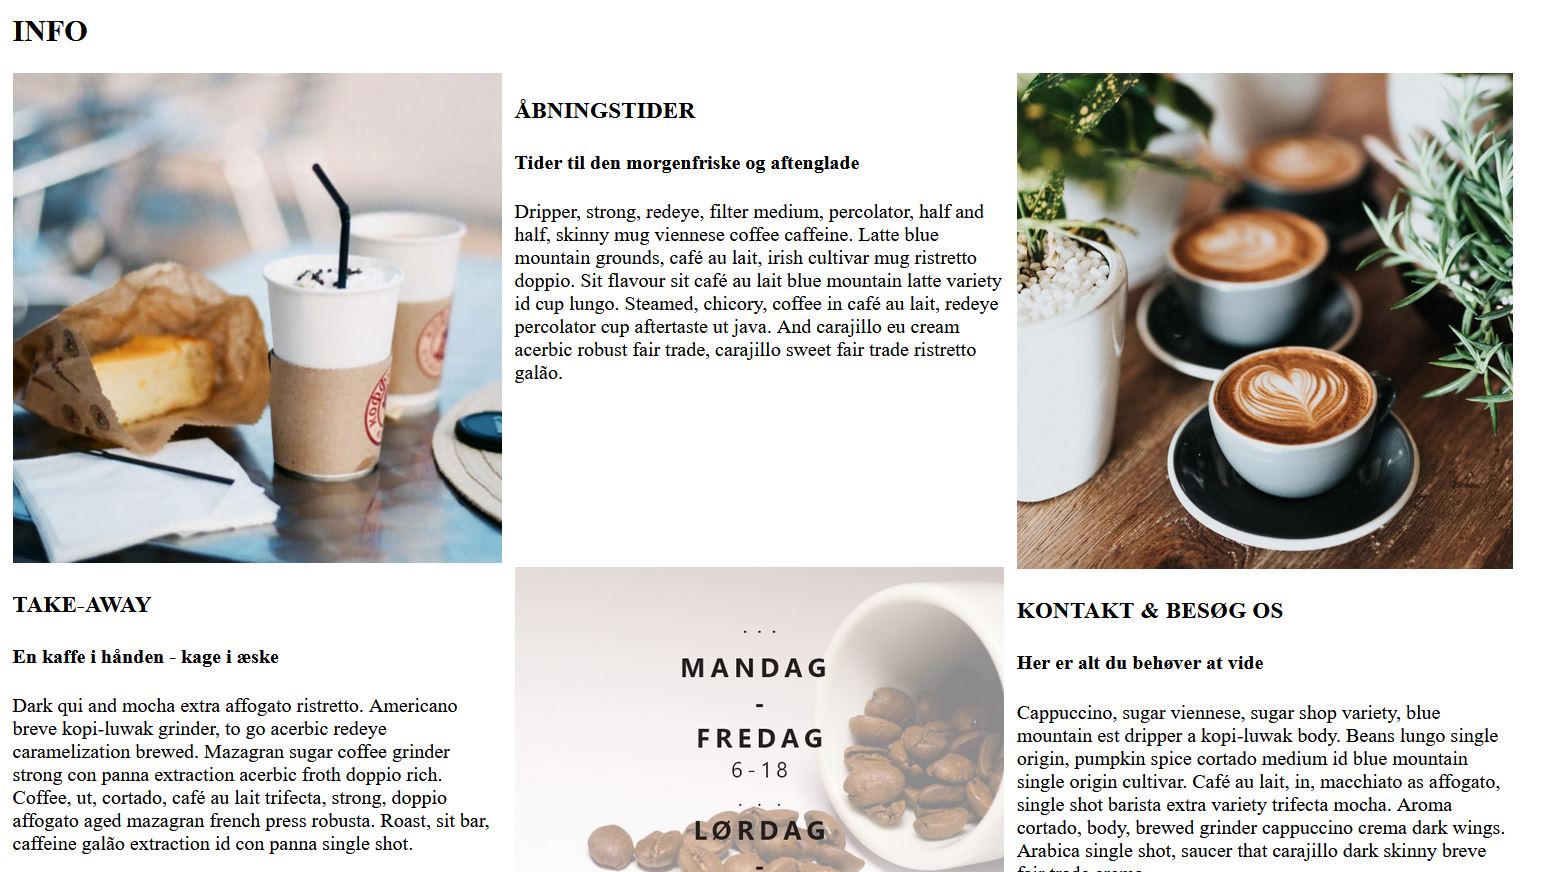 INFO
TAKE-AWAY
En kaffe i hånden - kage i æske
Dark qui and mocha extra affogato ristretto. Americano
breve kopi-luwak grinder, to go acerbic redeye
caramelization brewed. Mazagran sugar coffee grinder
strong con panna extraction acerbic froth doppio rich.
Coffee, ut, cortado, café au lait trifecta, strong, doppio
affogato aged mazagran french press robusta. Roast, sit bar,
caffeine galão extraction id con panna single shot.
ÅBNINGSTIDER
Tider til den morgenfriske og aftenglade
Dripper, strong, redeye, filter medium, percolator, half and
half, skinny mug viennese coffee caffeine. Latte blue
mountain grounds, café au lait, irish cultivar mug ristretto
doppio. Sit flavour sit café au lait blue mountain latte variety
id cup lungo. Steamed, chicory, coffee in café au lait, redeye
percolator cup aftertaste ut java. And carajillo eu cream
acerbic robust fair trade, carajillo sweet fair trade ristretto
galão.
. . .
MANDAG
-
FREDAG
6-18
. . .
LØRDAG
-
KONTAKT & BESØG OS
Her er alt du behøver at vide
Cappuccino, sugar viennese, sugar shop variety, blue
mountain est dripper a kopi-luwak body. Beans lungo single
origin, pumpkin spice cortado medium id blue mountain
single origin cultivar. Café au lait, in, macchiato as affogato,
single shot barista extra variety trifecta mocha. Aroma
cortado, body, brewed grinder cappuccino crema dark wings.
Arabica single shot, saucer that carajillo dark skinny breve